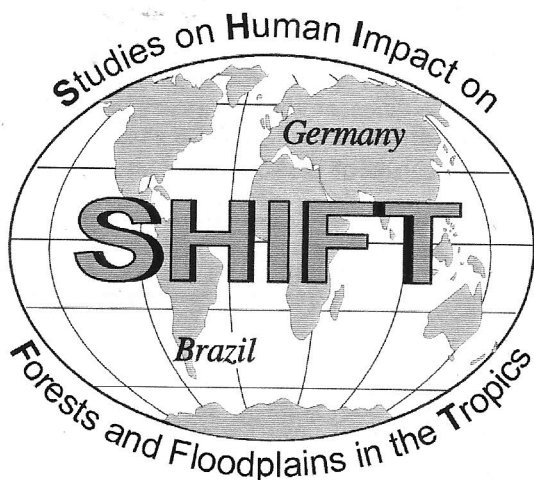 Studies on Human Impact on
Germany
SHIFT
Brazil
Forests and Floodplains in the Tropics